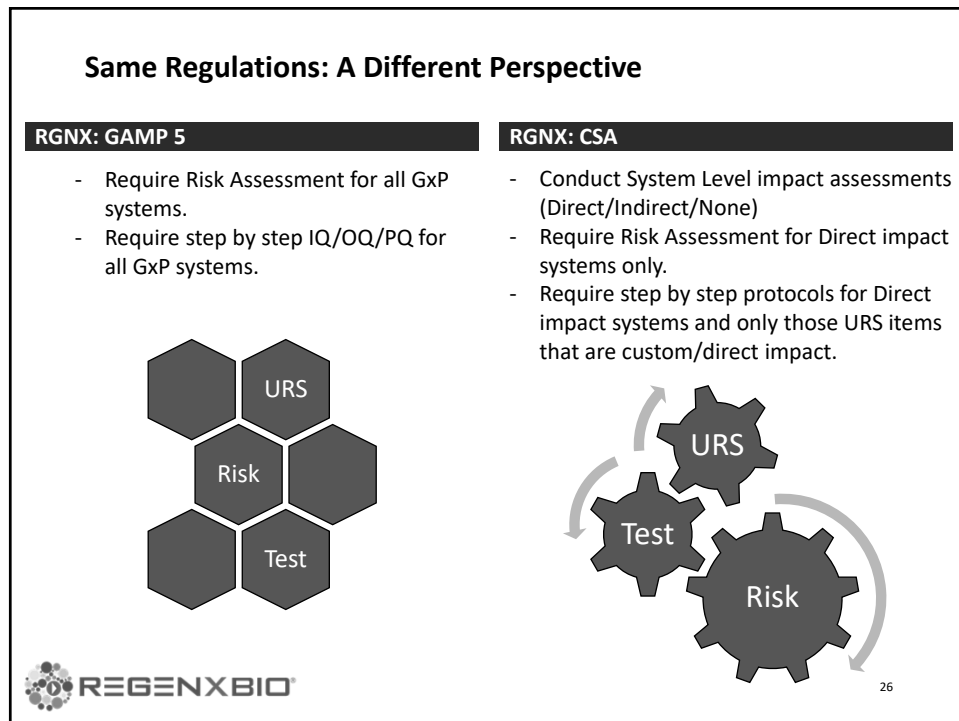 Same Regulations: A Different Perspective
RGNX: GAMP 5
- Require Risk Assessment for all GxP
systems.
- Require step by step IQ/OQ/PQ for
all GxP systems.
URS
Risk
Test
RGNX: CSA
- Conduct System Level impact assessments
(Direct/Indirect/None)
- Require Risk Assessment for Direct impact
systems only.
- Require step by step protocols for Direct
impact systems and only those URS items
that are custom/direct impact.
URS
Test
Risk
REGENXBIO®
26